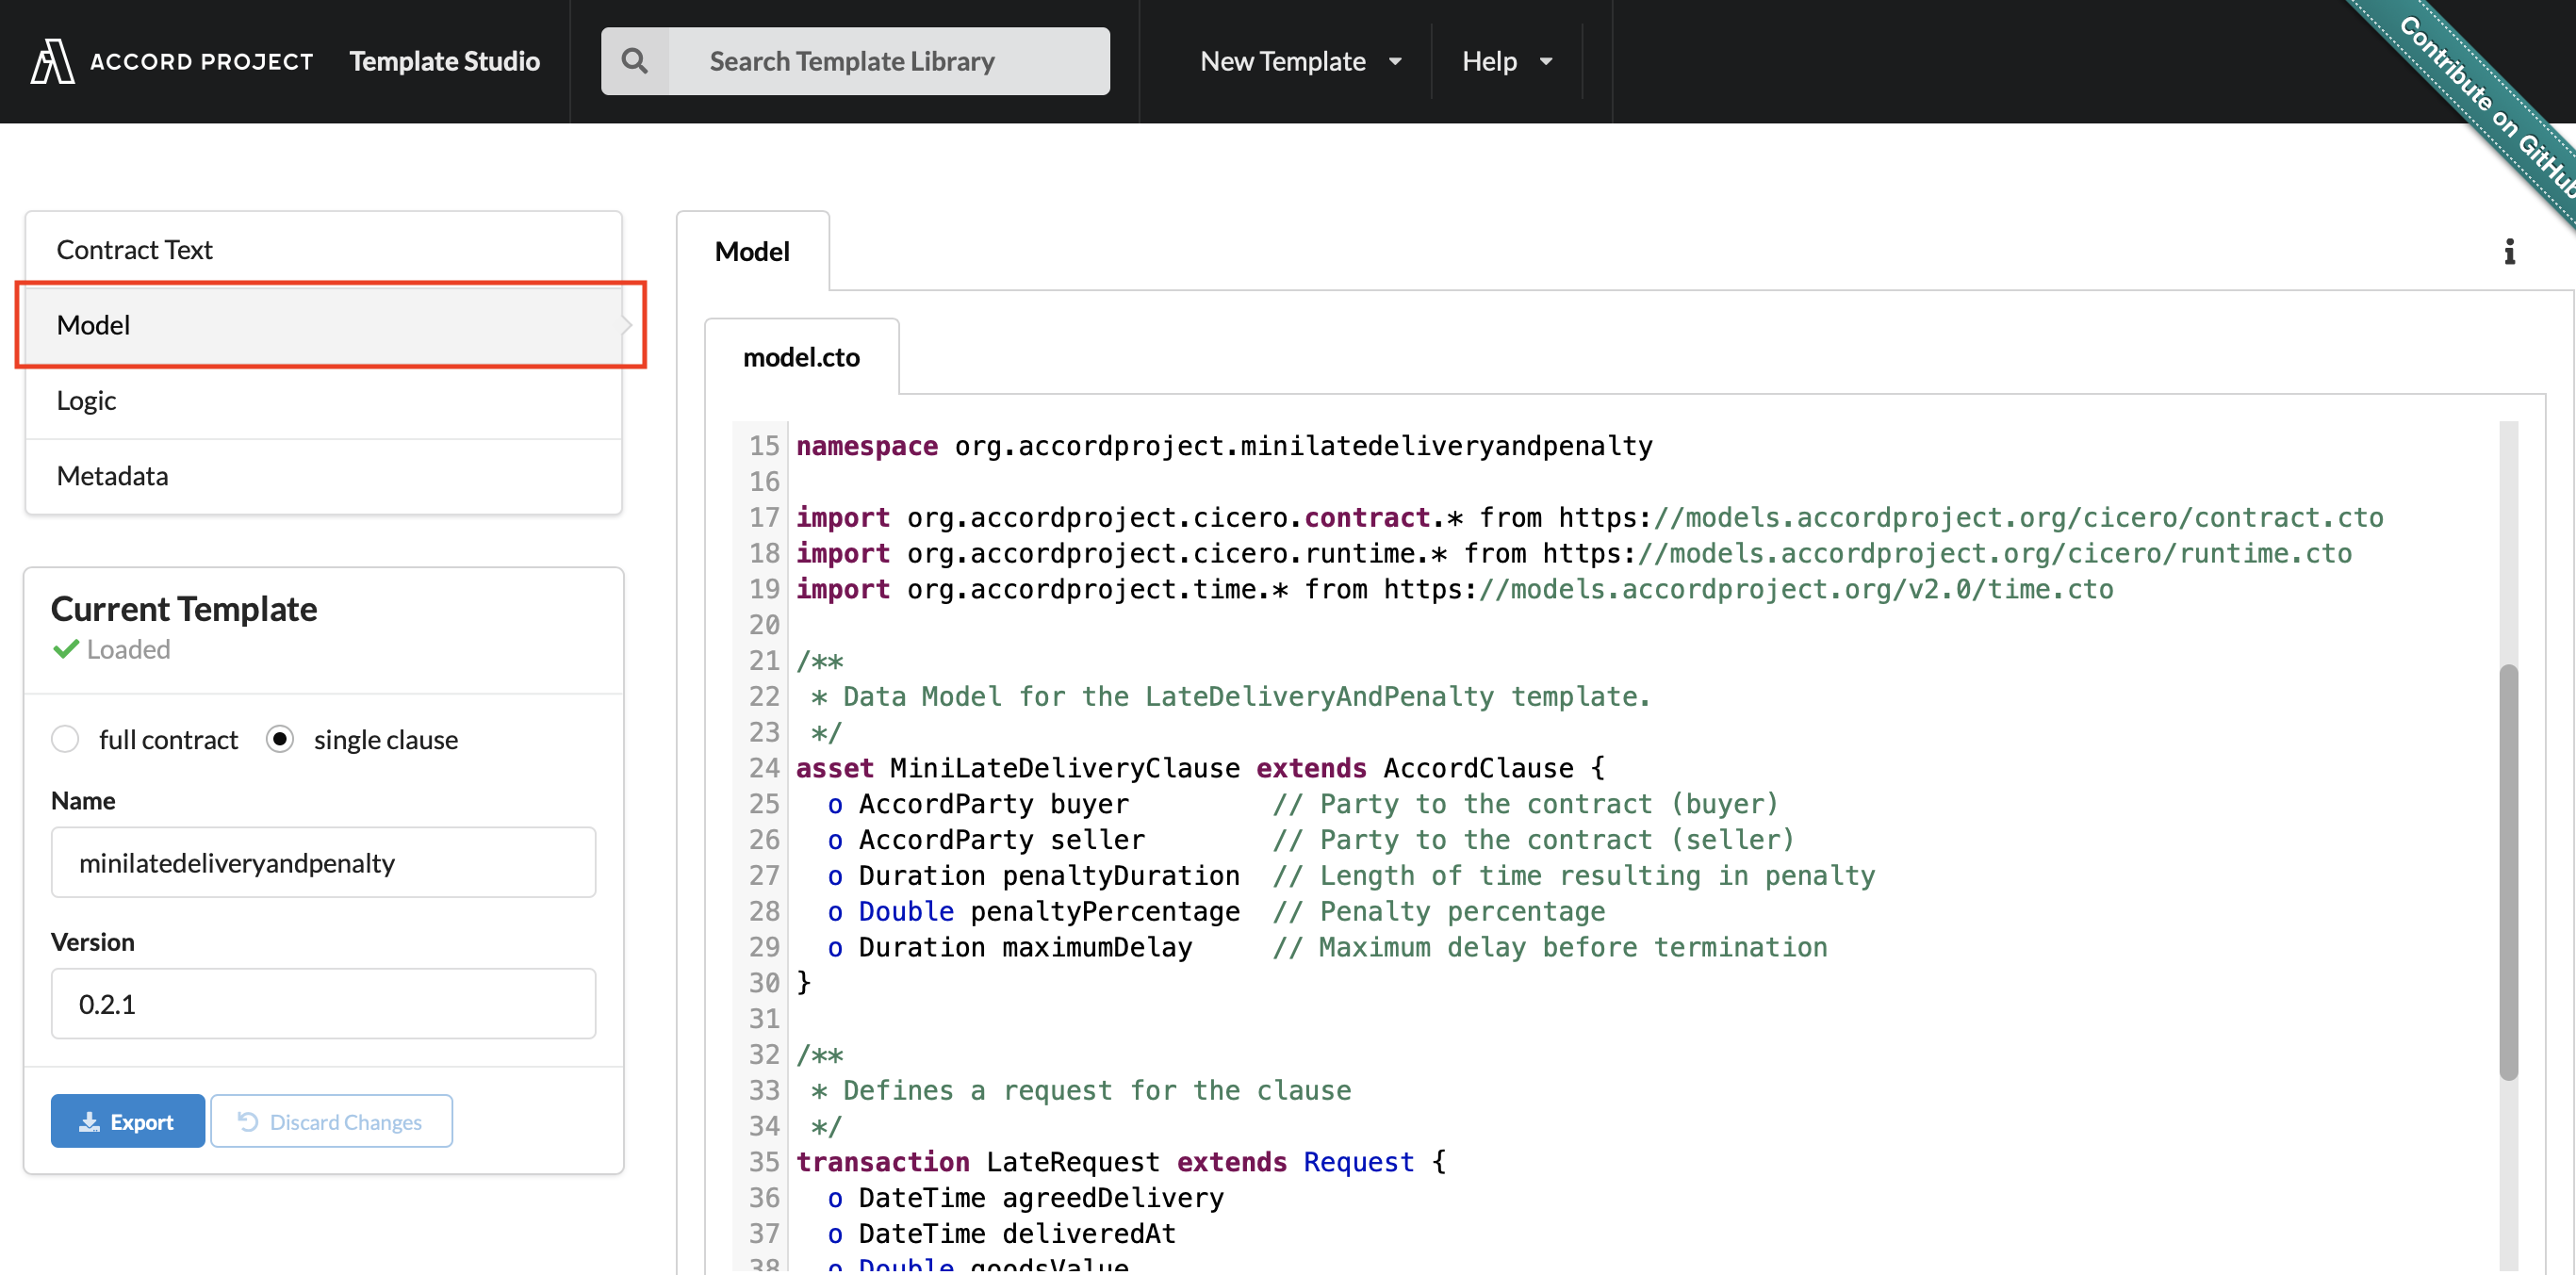 ACCORD PROJECT Template Studio Search Template Library New Template Help
Contribute on GitHub
Contract Text
Model
Logic
Metadata
Current Template
Loaded
full contract single clause
Name
minilatedeliveryandpenalty
Version
0.2.1
Export Discard Changes
Model
model.cto
15 namespace org.accordproject.minilatedeliveryandpenalty
16
17 import org.accordproject.cicero.contract.* from https://models.accordproject.org/cicero/contract.cto
18 import org.accordproject.cicero.runtime.* from https://models.accordproject.org/cicero/runtime.cto
19 import org.accordproject.time.* from https://models.accordproject.org/v2.0/time.cto
20
21 /**
22 * Data Model for the LateDeliveryAndPenalty template.
23 */
24 asset MiniLateDeliveryClause extends AccordClause {
25 o AccordParty buyer // Party to the contract (buyer)
26 o AccordParty seller // Party to the contract (seller)
27 o Duration penaltyDuration // Length of time resulting in penalty
28 o Double penaltyPercentage // Penalty percentage
29 o Duration maximumDelay // Maximum delay before termination
30 }
31
32 /**
33 * Defines a request for the clause
34 */
35 transaction LateRequest extends Request {
36 o DateTime agreedDelivery
37 o DateTime deliveredAt
38 o Double goodsValue